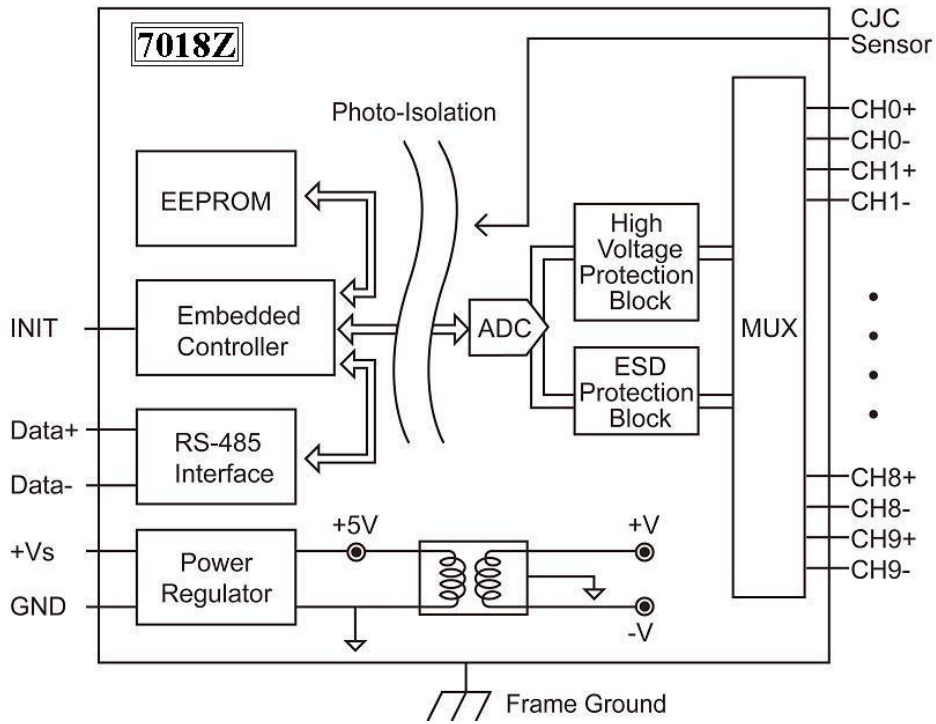 7018Z
CJC
Sensor
Photo-Isolation
CH0+
CH0-
CH1+
CH1-
EEPROM
High
Voltage
Protection
Block
INIT
Embedded
Controller
ADC
MUX
ESD
Protection
Block
Data+
Data-
RS-485
Interface
CH8+
CH8-
CH9+
CH9-
+Vs
GND
Power
Regulator
+5V
+V
-V
Frame Ground